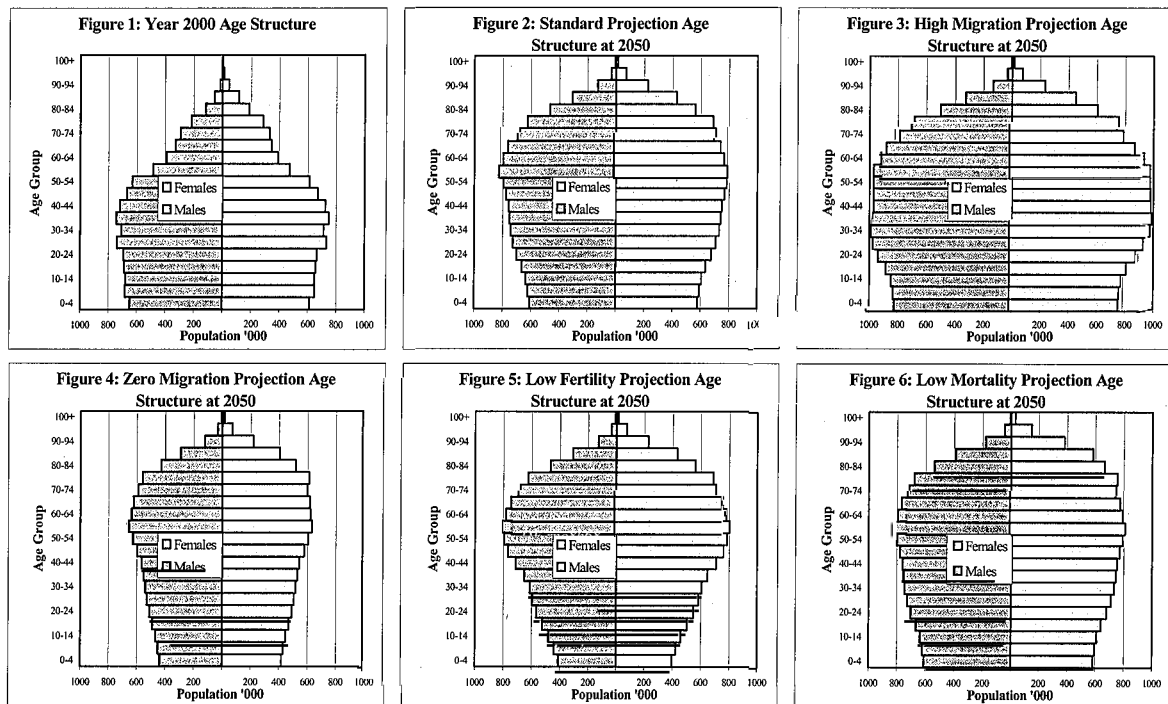 Figure 1: Year 2000 Age Structure
100+
90-94
80-84
70-74
60-64
50-54
40-44
30-34
20-24
10-14
0-4
Age Group
Females
Males
1000 800 600 400 200 200 400 600 800 1000
Population '000
Figure 2: Standard Projection Age
Structure at 2050
100+
90-94
80-84
70-74
60-64
50-54
40-44
30-34
20-24
10-14
0-4
Age Group
Females
Males
1000 800 600 400 200 200 400 600 800
Population '000
Figure 3: High Migration Projection Age
Structure at 2050
100+
90-94
80-84
70-74
60-64
50-54
40-44
30-34
20-24
10-14
0-4
Age Group
Females
Males
1000 800 600 400 200 200 400 600 800 1000
Population '000
Figure 4: Zero Migration Projection Age
Structure at 2050
100+
90-94
80-84
70-74
60-64
50-54
40-44
30-34
20-24
10-14
0-4
Age Group
Females
Males
1000 800 600 400 200 200 400 600 800 1000
Population '000
Figure 5: Low Fertility Projection Age
Structure at 2050
100+
90-94
80-84
70-74
60-64
50-54
40-44
30-34
20-24
10-14
0-4
Age Group
Females
Males
1000 800 600 400 200 200 400 600 800 1000
Population '000
Figure 6: Low Mortality Projection Age
Structure at 2050
100+
90-94
80-84
70-74
60-64
50-54
40-44
30-34
20-24
10-14
0-4
Age Group
Females
Males
1000 800 600 400 200 200 400 600 800 1000
Population '000